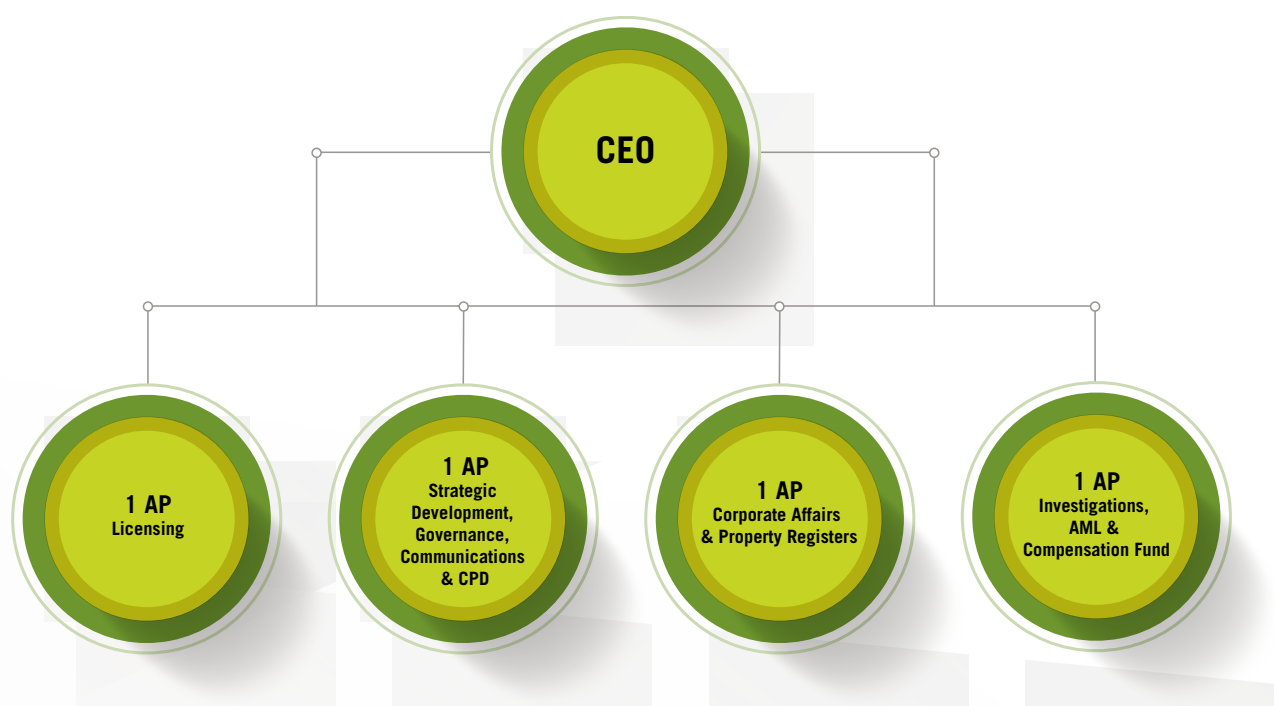 CEO
1 AP
Licensing
1 AP
Strategic
Development,
Governance,
Communications
& CPD
1 AP
Corporate Affairs
& Property Registers
1 AP
Investigations,
AML &
Compensation Fund